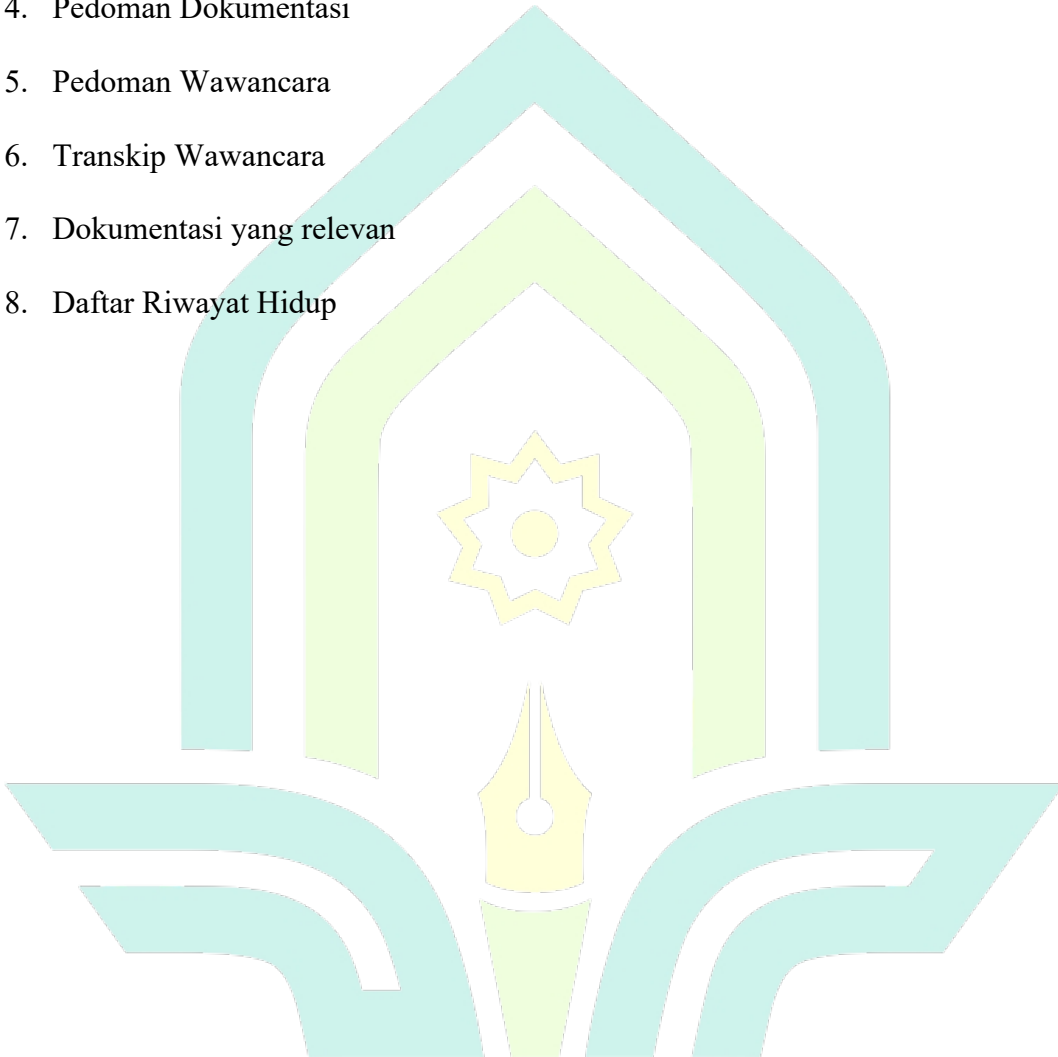 4. Pedoman Dokumentasi
5. Pedoman Wawancara
6. Transkip Wawancara
7. Dokumentasi yang relevan
8. Daftar Riwayat Hidup